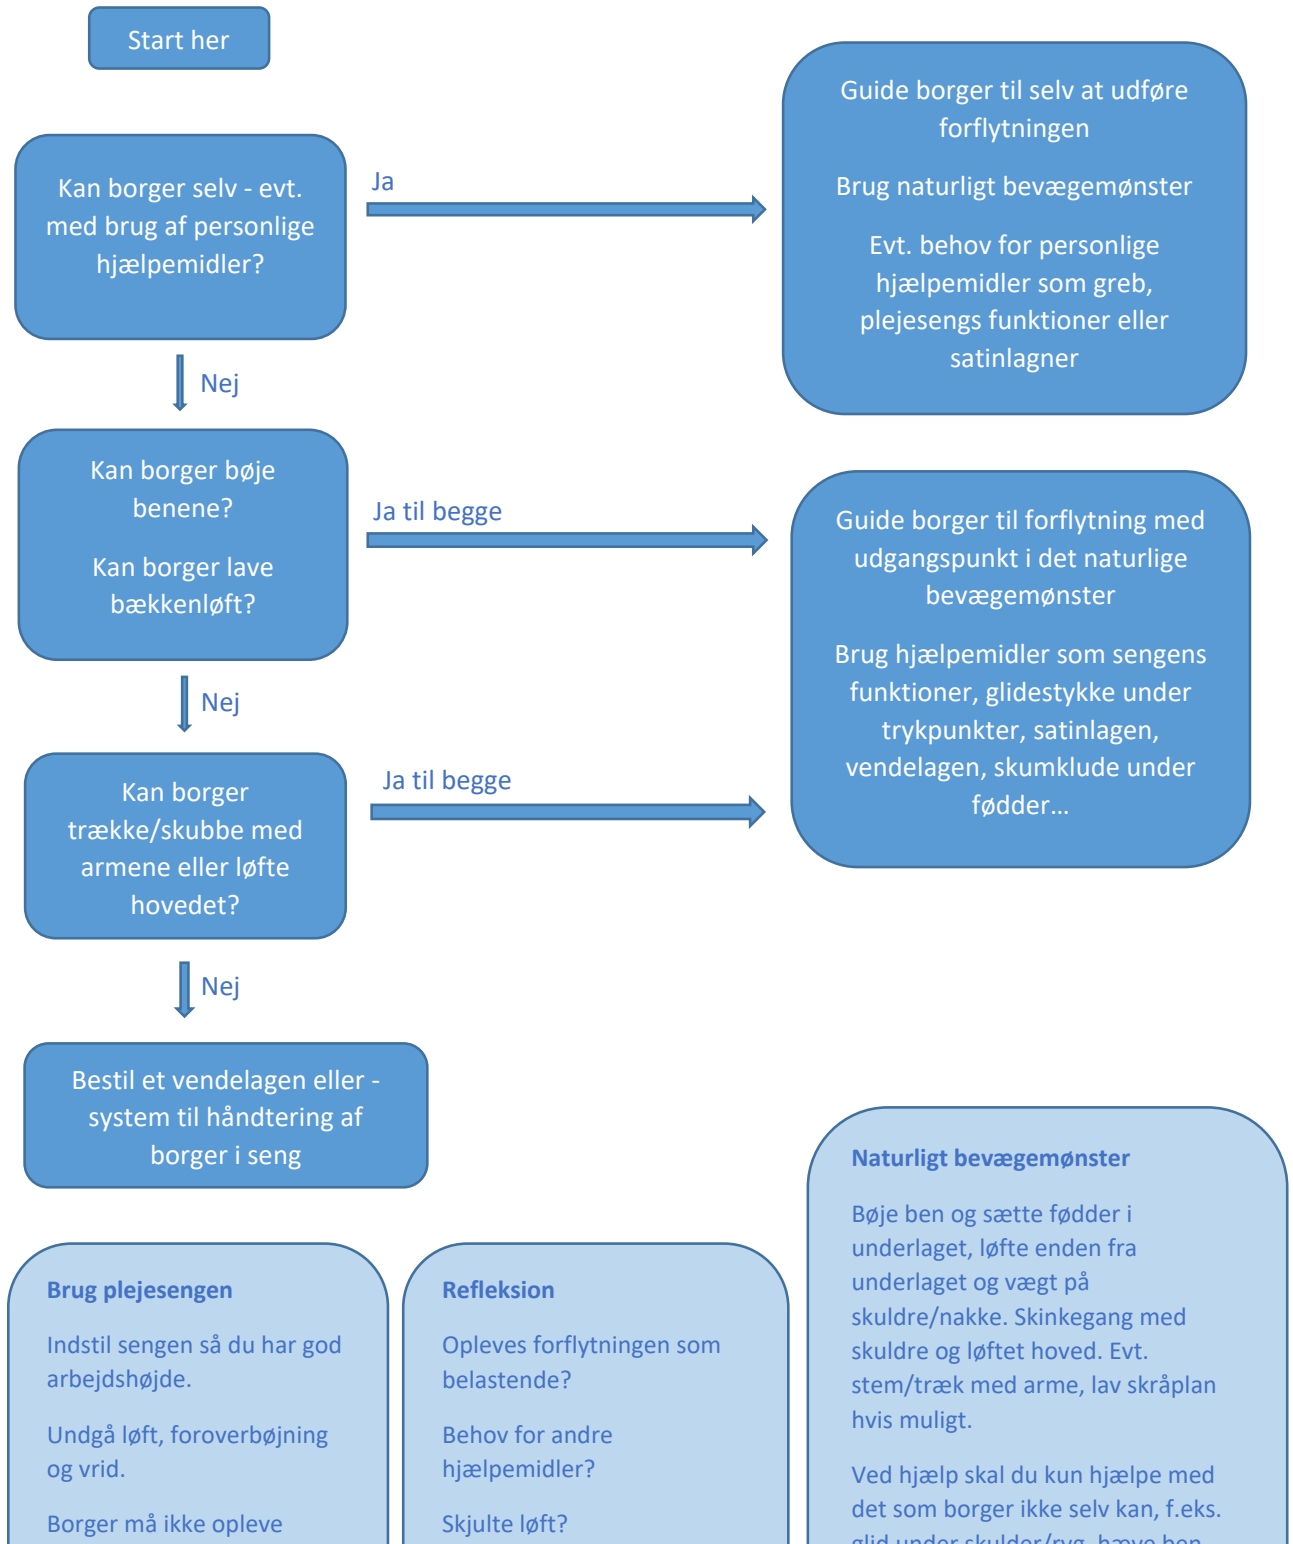 Start her
Kan borger selv - evt.
med brug af personlige
hjælpemidler?
Ja
Guide borger til selv at udføre
forflytningen
Brug naturligt bevægemønster
Evt. behov for personlige
hjælpemidler som greb,
plejesengs funktioner eller
satinlagner
Nej
Kan borger bøje
benene?
Kan borger lave
bækkenløft?
Ja til begge
Guide borger til forflytning med
udgangspunkt i det naturlige
bevægemønster
Brug hjælpemidler som sengens
funktioner, glidestykke under
trykpunkter, satinlagen,
vendelagen, skumklude under
fødder…
Nej
Kan borger
trække/skubbe med
armene eller løfte
hovedet?
Ja til begge
Nej
Bestil et vendelagen eller -
system til håndtering af
borger i seng
Brug plejesengen
Indstil sengen så du har god
arbejdshøjde.
Undgå løft, foroverbøjning
og vrid.
Borger må ikke opleve
Refleksion
Opleves forflytningen som
belastende?
Behov for andre
hjælpemidler?
Skjulte løft?
Naturligt bevægemønster
Bøje ben og sætte fødder i
underlaget, løfte enden fra
underlaget og vægt på
skuldre/nakke. Skinkegang med
skuldre og løftet hoved. Evt.
stem/træk med arme, lav skråplan
hvis muligt.
Ved hjælp skal du kun hjælpe med
det som borger ikke selv kan, f.eks.
glid under skulder/ryg, hæve ben